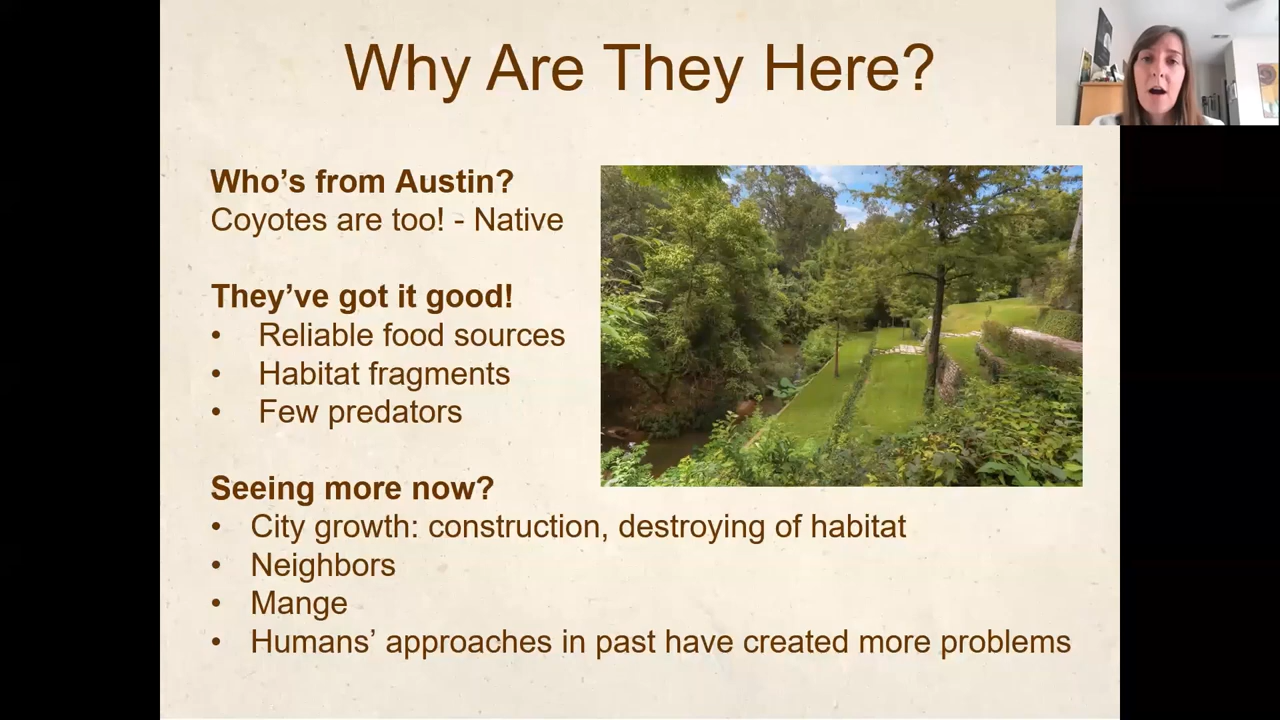 Why Are They Here?
Who’s from Austin?
Coyotes are too! - Native
They’ve got it good!
• Reliable food sources
• Habitat fragments
• Few predators
Seeing more now?
• City growth: construction, destroying of habitat
• Neighbors
• Mange
• Humans’ approaches in past have created more problems